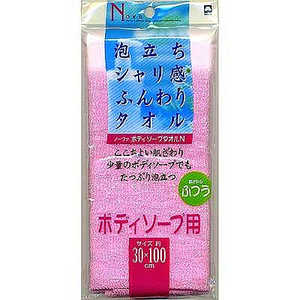 泡立ち
シャリ感
ふんわり
タオル
ボディソープタオルN
ここちよい肌ざわり
少量のボディソープでも
たっぷり泡立つ
ふつう
ボディソープ用
サイズ約
30×100
cm